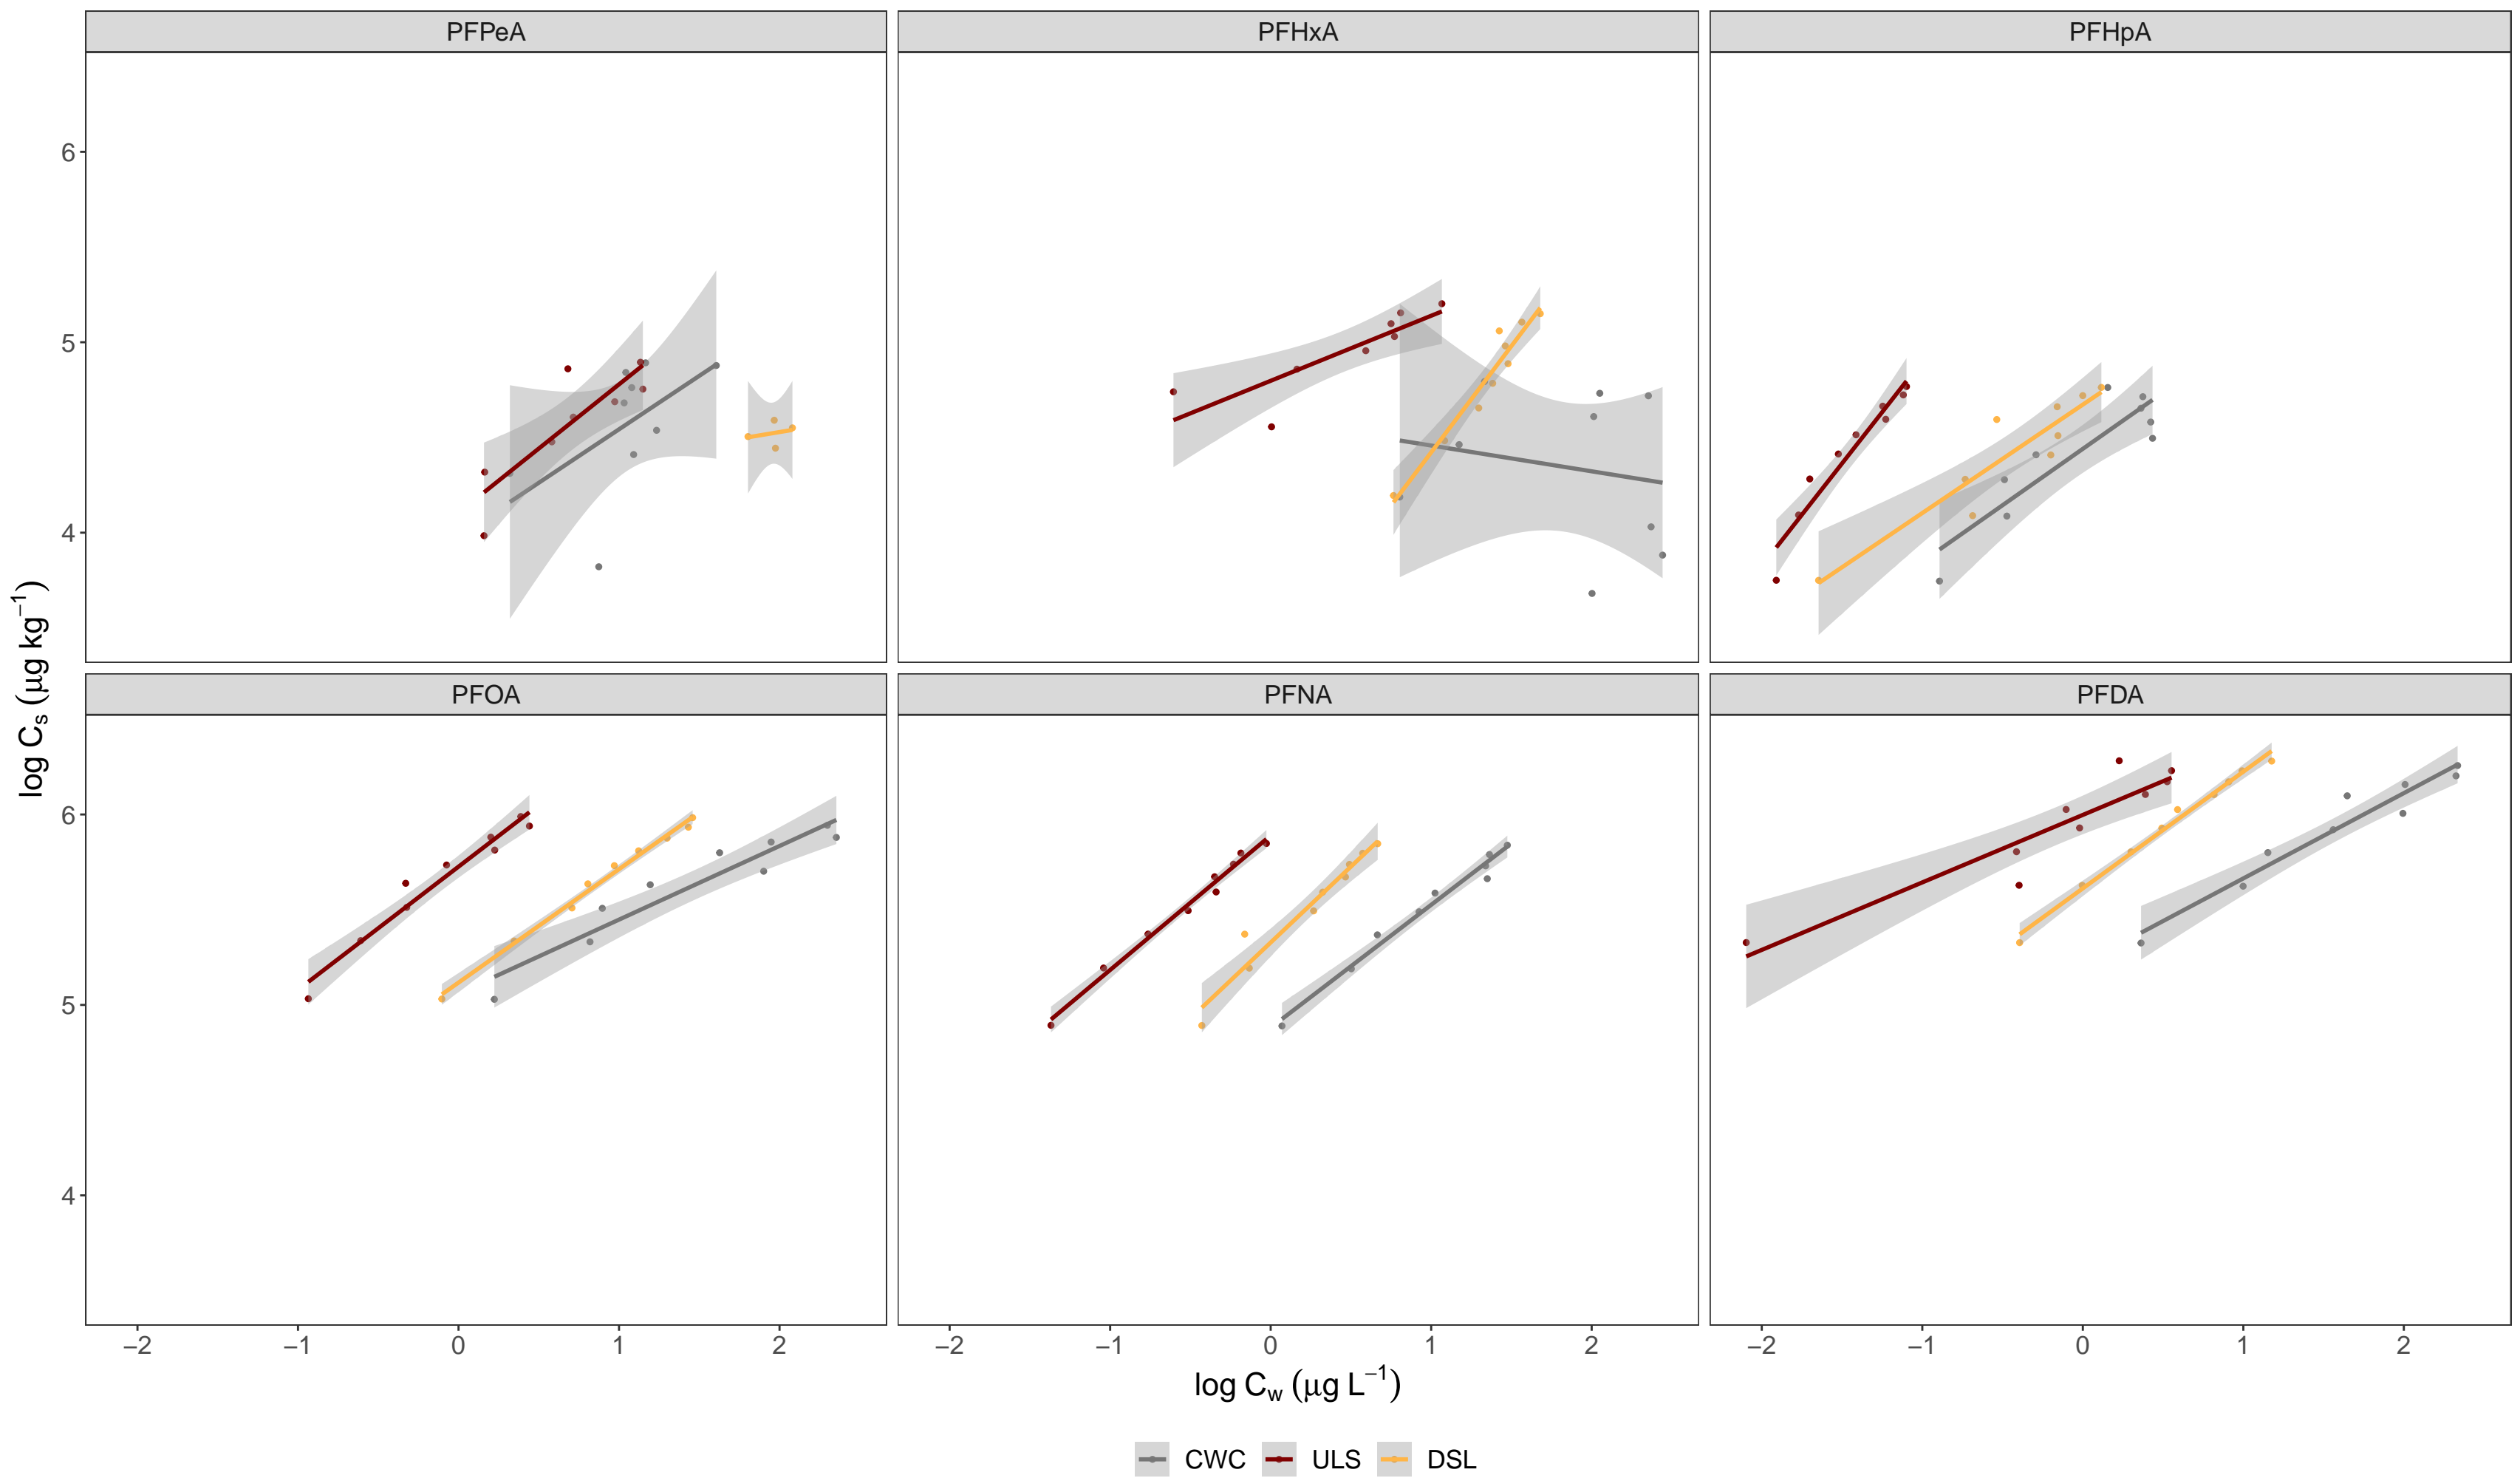 PFPeA PFHxA PFHpA
6
5
4
log Cₛ (μg kg⁻¹)
PFOA PFNA PFDA
6
5
4
−2 −1 0 1 2 −2 −1 0 1 2 −2 −1 0 1 2
log C_w (μg L⁻¹)
CWC ULS DSL